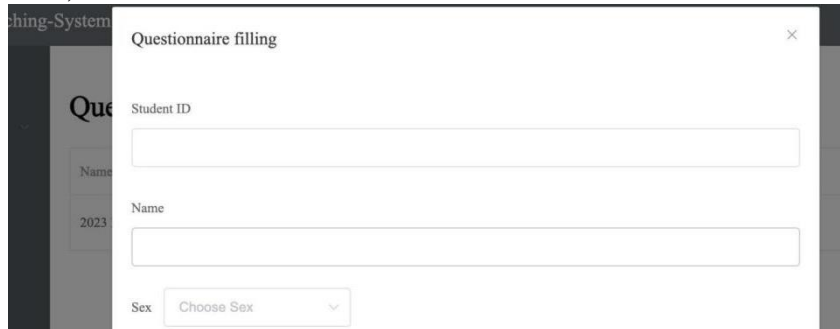 ching-System
Questionnaire filling
Que
Student ID
Name
2023
Name
Sex
Choose Sex